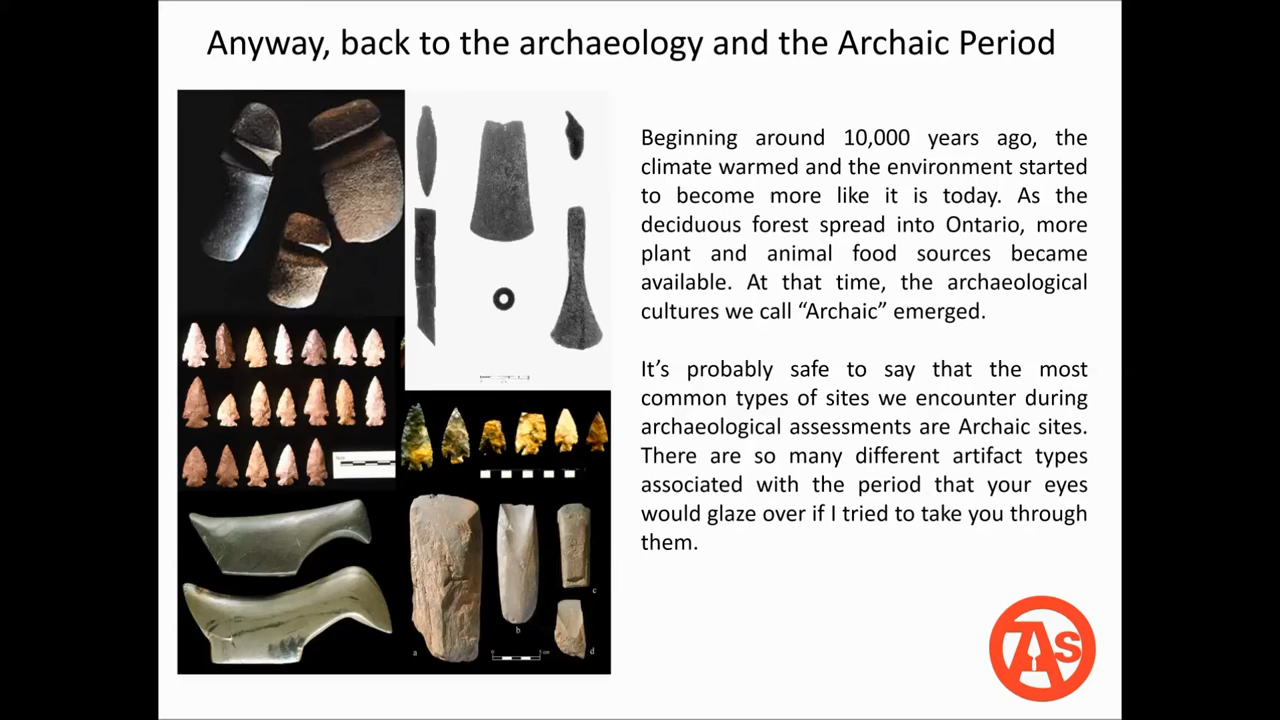 Anyway, back to the archaeology and the Archaic Period
Beginning around 10,000 years ago, the
climate warmed and the environment started
to become more like it is today. As the
deciduous forest spread into Ontario, more
plant and animal food sources became
available. At that time, the archaeological
cultures we call “Archaic” emerged.
It’s probably safe to say that the most
common types of sites we encounter during
archaeological assessments are Archaic sites.
There are so many different artifact types
associated with the period that your eyes
would glaze over if I tried to take you through
them.
a
b
c
d
As